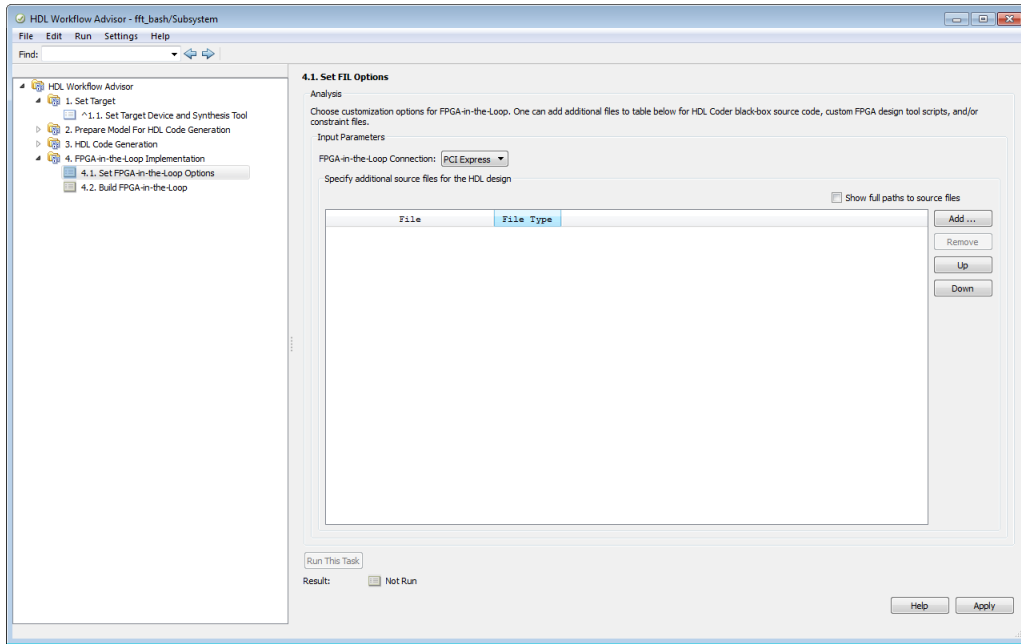 HDL Workflow Advisor - fft_bash/Subsystem
File Edit Run Settings Help
Find:
HDL Workflow Advisor
1. Set Target
^1.1. Set Target Device and Synthesis Tool
2. Prepare Model For HDL Code Generation
3. HDL Code Generation
4. FPGA-in-the-Loop Implementation
4.1. Set FPGA-in-the-Loop Options
4.2. Build FPGA-in-the-Loop
4.1. Set FIL Options
Analysis
Choose customization options for FPGA-in-the-Loop. One can add additional files to table below for HDL Coder black-box source code, custom FPGA design tool scripts, and/or
constraint files.
Input Parameters
FPGA-in-the-Loop Connection: PCI Express
Specify additional source files for the HDL design
Show full paths to source files
File File Type
Add ...
Remove
Up
Down
Run This Task
Result: Not Run
Help Apply